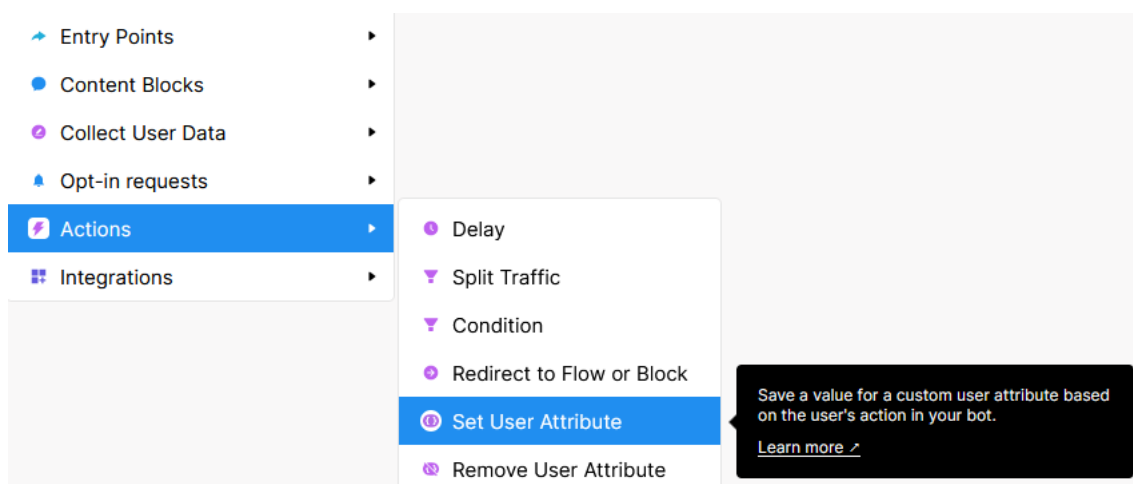 Entry Points
Content Blocks
Collect User Data
Opt-in requests
Actions
Integrations
Delay
Split Traffic
Condition
Redirect to Flow or Block
Set User Attribute
Remove User Attribute
Save a value for a custom user attribute based
on the user's action in your bot.
Learn more ↗